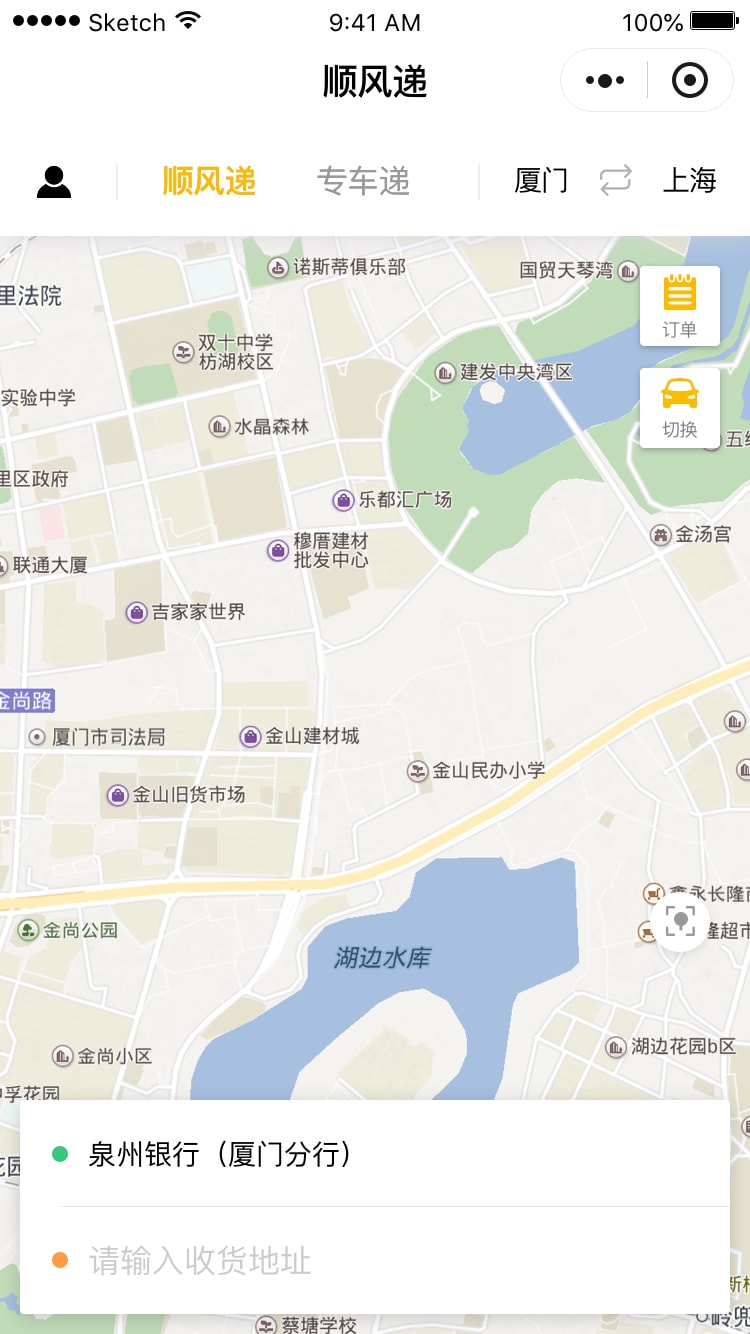 Sketch 9:41 AM 100%
顺风递
顺风递 专车递 厦门 上海
诺斯蒂俱乐部
国贸天琴湾
里法院
订单
双十中学
枋湖校区
建发中央湾区
实验中学
水晶森林
切换
里区政府
乐都汇广场
穆厝建材
批发中心
金汤宫
联通大厦
吉家家世界
金尚路
厦门市司法局
金山建材城
金山民办小学
金山旧货市场
金尚公园
湖边水库
隆超市
金尚小区
湖边花园b区
中孚花园
泉州银行（厦门分行）
请输入收货地址
蔡塘学校